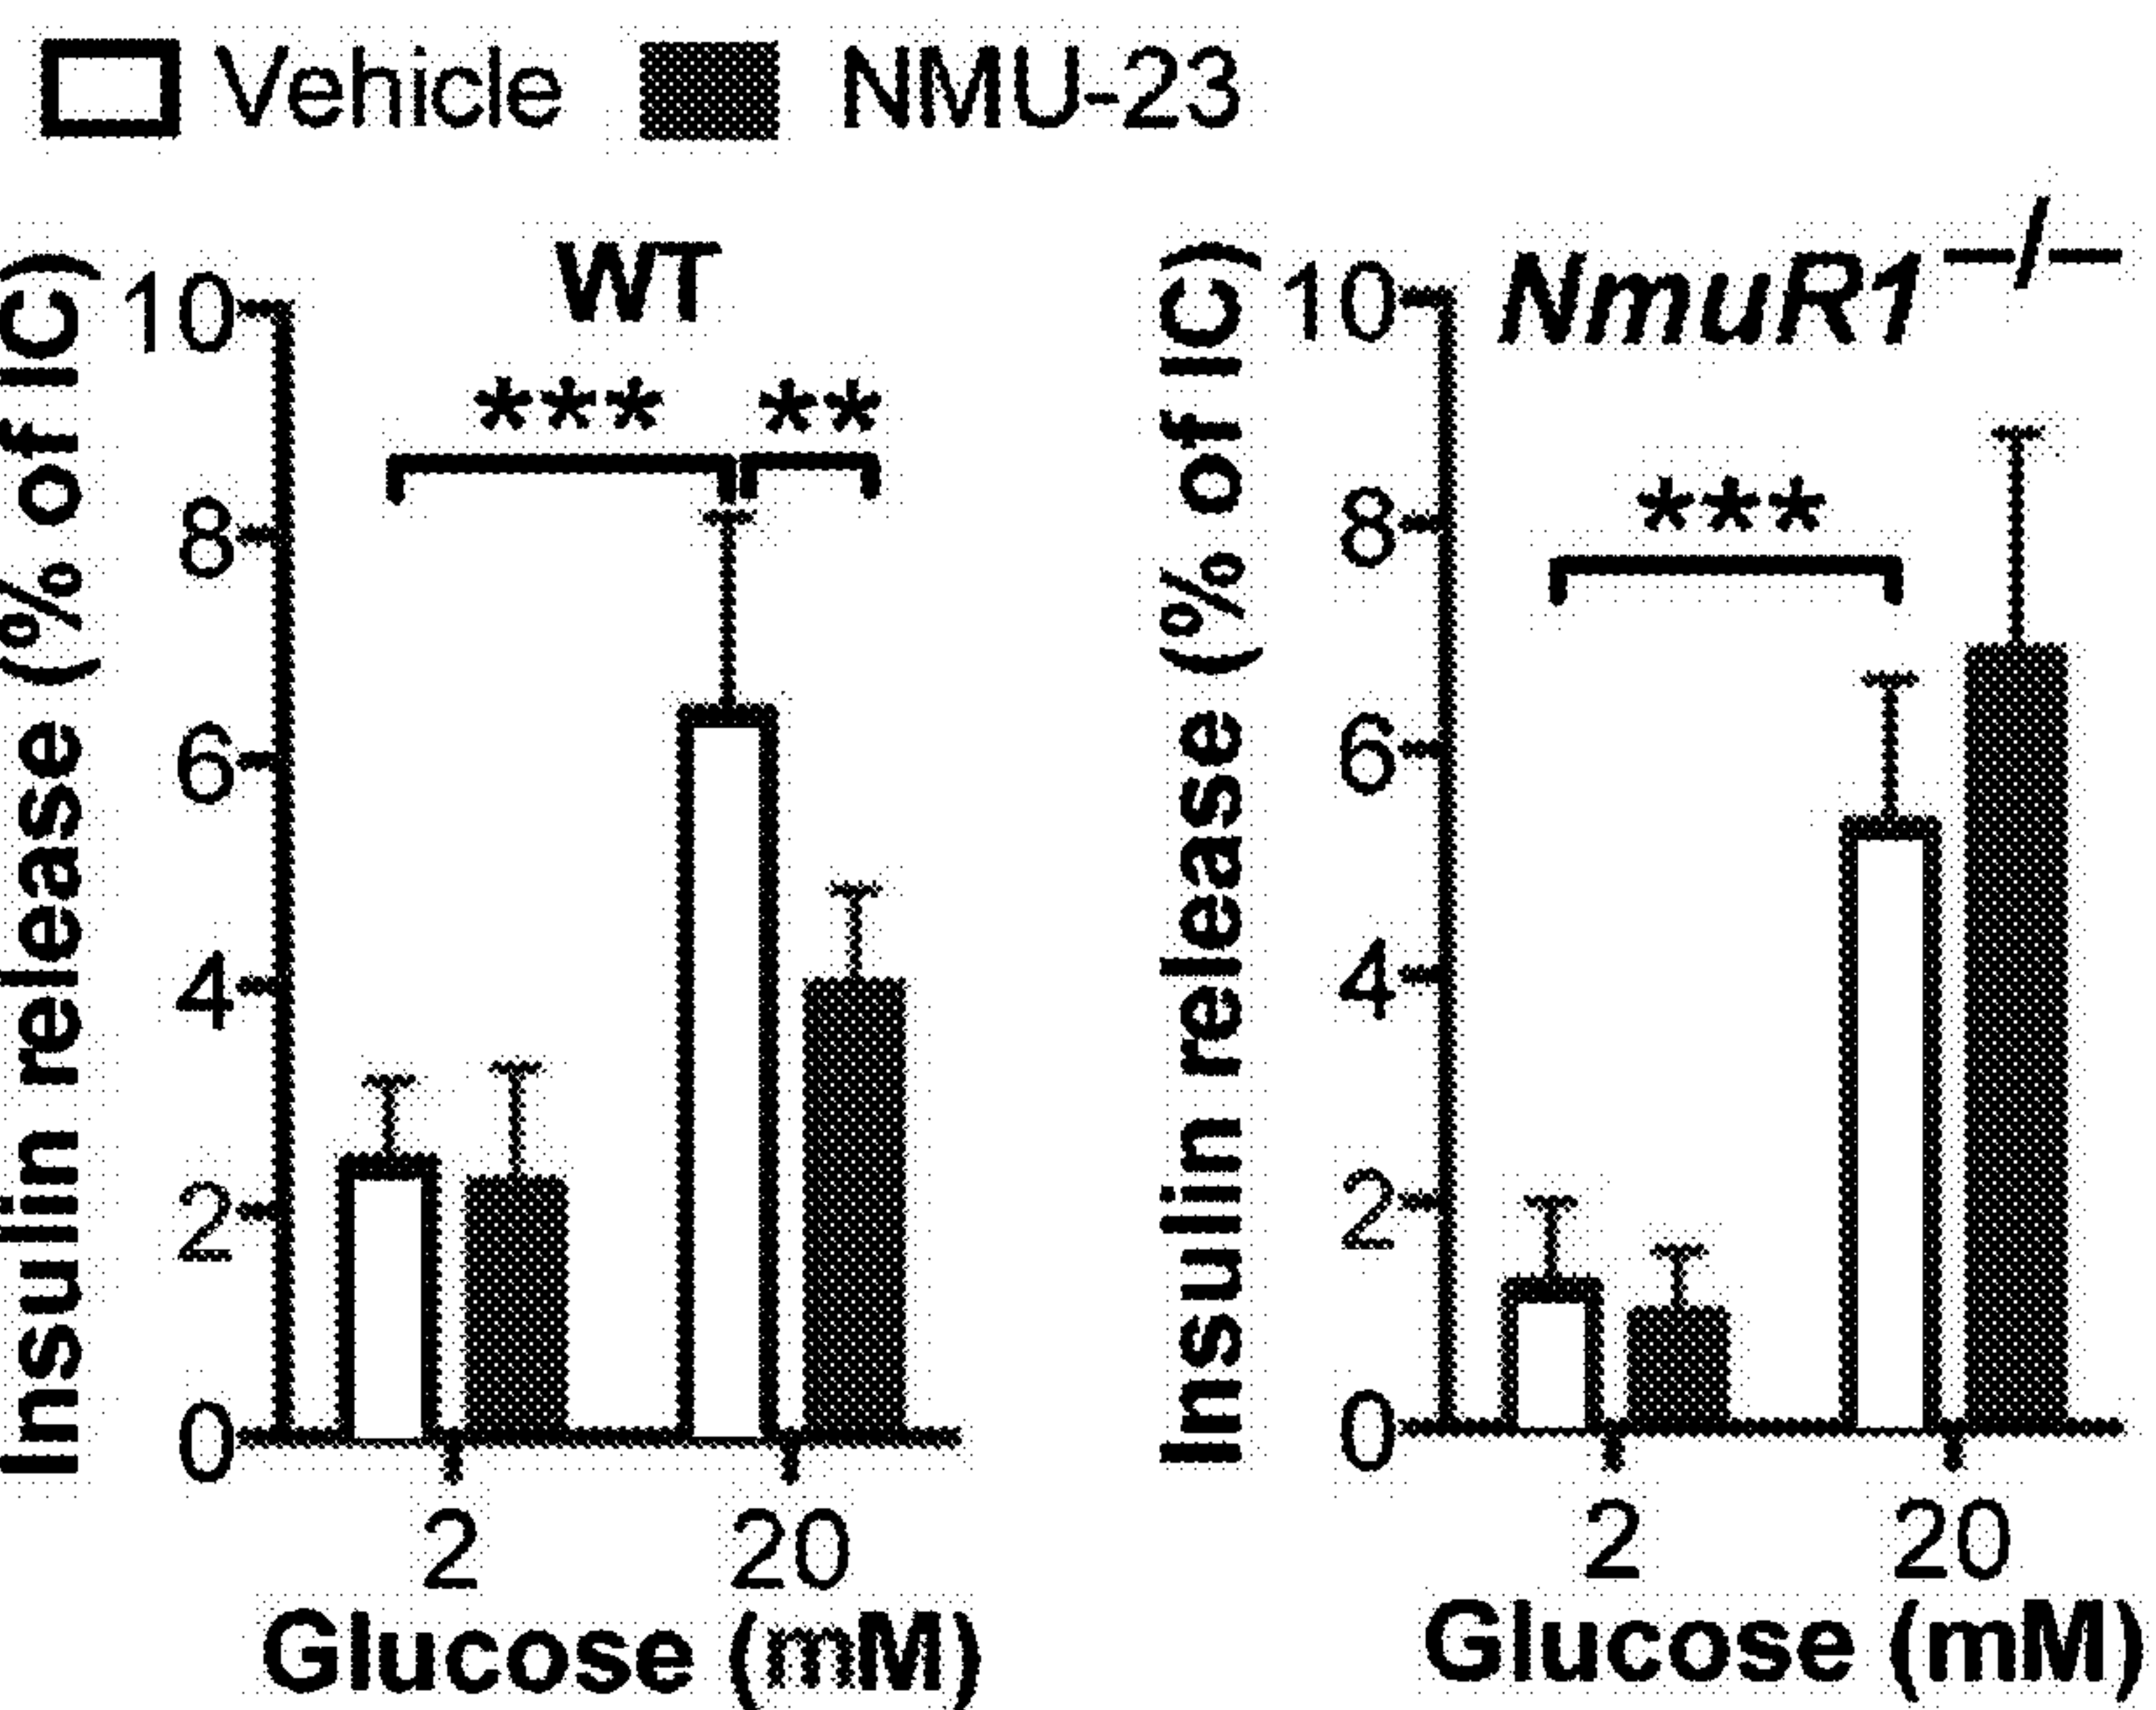 Vehicle NMU-23
WT
Insulin release (% of IC)
10
8
6
4
2
0
*** **
2 20
Glucose (mM)
NmuR1−/−
Insulin release (% of IC)
10
8
6
4
2
0
***
2 20
Glucose (mM)